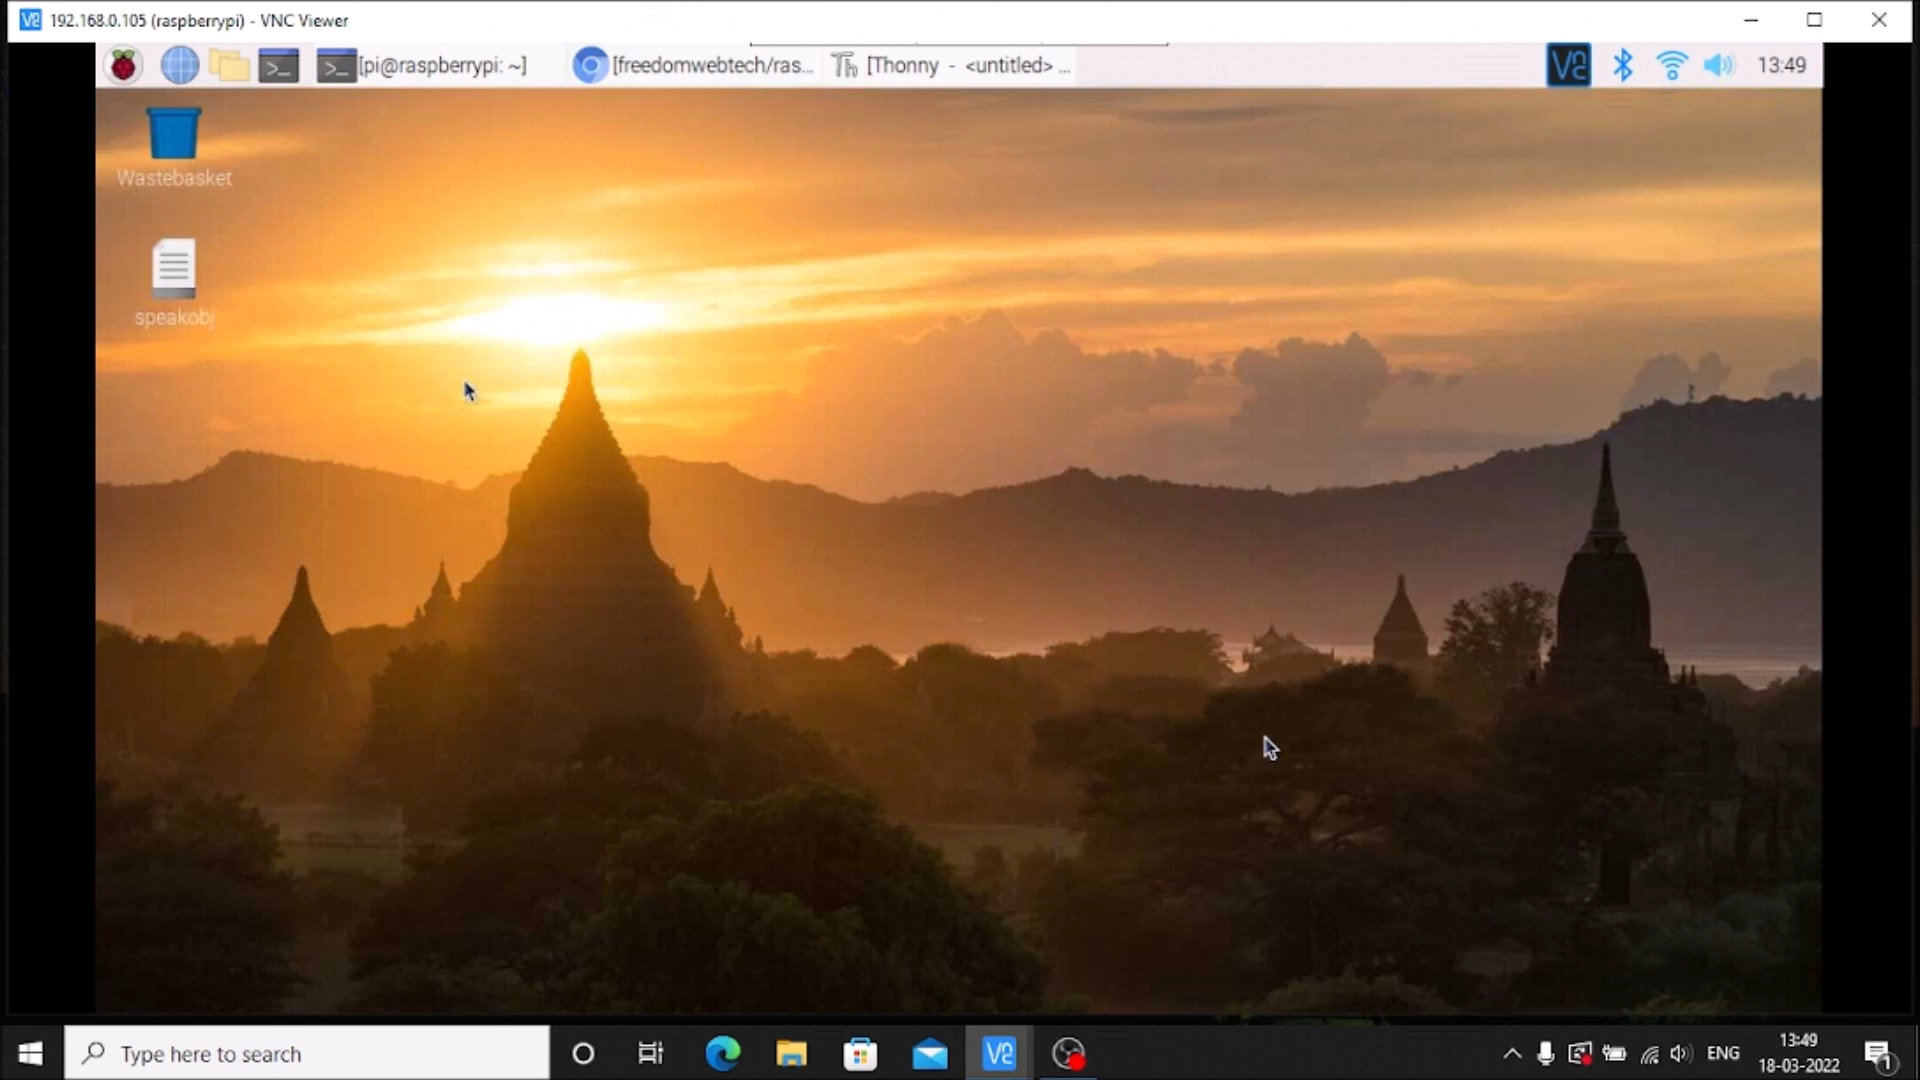 192.168.0.105 (raspberrypi) - VNC Viewer
[pi@raspberrypi: ~]
[freedomwebtech/ras...
[Thonny - <untitled> ...
13:49
Wastebasket
speakobj
Type here to search
ENG
13:49
18-03-2022
1